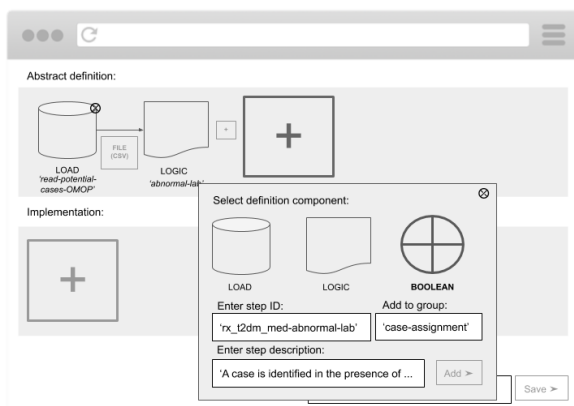 Abstract definition:
FILE
(CSV)
+
+
LOAD
'read-potential-
cases-OMOP'
LOGIC
'abnormal-lab'
Implementation:
+
Select definition component:
LOAD
LOGIC
BOOLEAN
Enter step ID:
Add to group:
'rx_t2dm_med-abnormal-lab'
'case-assignment'
Enter step description:
'A case is identified in the presence of ...
Add ➢
Save ➢